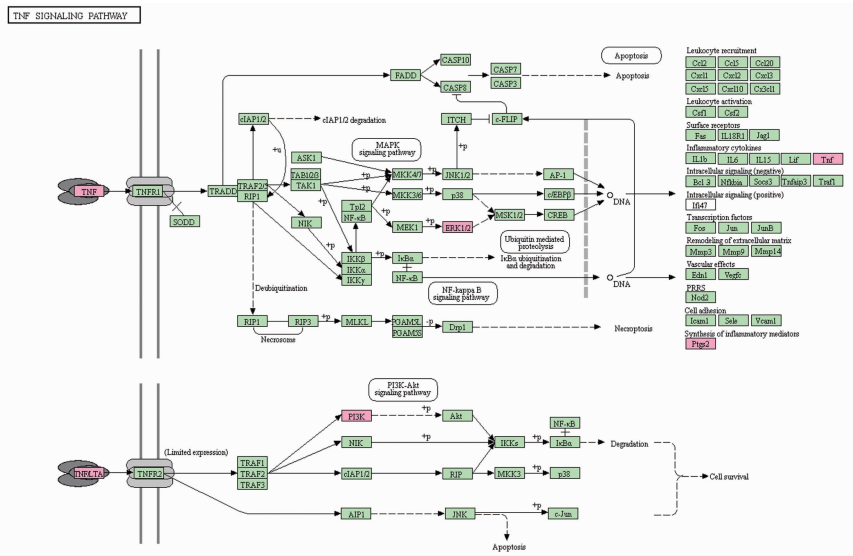 TNF SIGNALING PATHWAY
Apoptosis
CASP10
FADD
CASP7
CASP8
CASP3
Apoptosis
cIAP1/2
cIAP1/2 degradation
ITCH
c-FLIP
+u
+p
MAPK
signaling pathway
ASK1
TAB1/2/3
TAK1
MKK4/7
+p
JNK1/2
AP-1
TNF
TNFR1
TRADD
TRAF2/5
RIP1
+p
MKK3/6
+p
p38
c/EBPβ
DNA
SODD
NIK
Tpl2
NF-κB
+p
MSK1/2
CREB
MEK1
+p
ERK1/2
+p
+p
+p
Ubiquitin mediated
proteolysis
IKKβ
IKKα
IKKγ
+p
IκBα
IκBα ubiquitination
and degradation
NF-κB
DNA
Deubiquitination
NF-kappa B
signaling pathway
RIP1
RIP3
+p
MLKL
+p
PGAM5L
PGAM5S
-p
Drp1
Necroptosis
Necrosome
Leukocyte recruitment
Ccl2 Ccl5 Ccl20
Cxcl1 Cxcl2 Cxcl3
Cxcl5 Cxcl10 Cx3cl1
Leukocyte activation
Csf1 Csf2
Surface receptors
Fas IL18R1 Jag1
Inflammatory cytokines
IL1b IL6 IL15 Lif Tnf
Intracellular signaling (negative)
Bcl3 Nfkbia Socs3 Tnfaip3 Traf1
Intracellular signaling (positive)
Ifi47
Transcription factors
Fos Jun JunB
Remodeling of extracellular matrix
Mmp3 Mmp9 Mmp14
Vascular effects
Edn1 Vegfc
PRRS
Nod2
Cell adhesion
Icam1 Sele Vcam1
Synthesis of inflammatory mediators
Ptgs2
PI3K-Akt
signaling pathway
+p
PI3K
+p
Akt
+p
NF-κB
(Limited expression)
NIK
+p
IKKs
+p
IκBα
Degradation
TNFR2
TRAF1
TRAF2
TRAF3
cIAP1/2
RIP
MKK3
+p
p38
Cell survival
AIP1
JNK
+p
c-Jun
Apoptosis